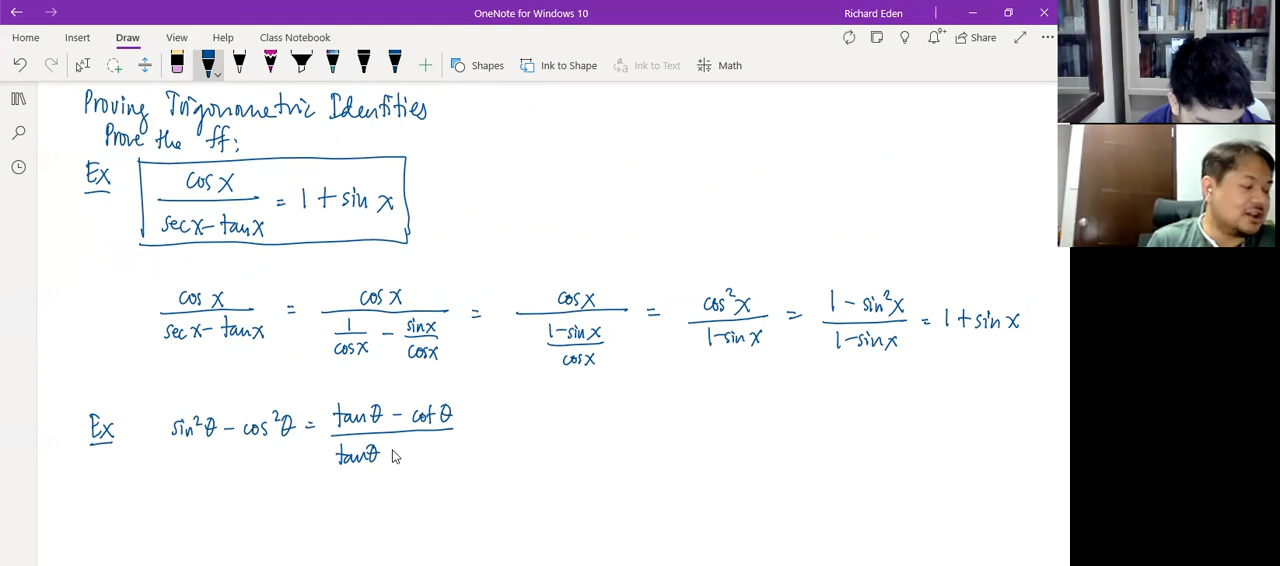 OneNote for Windows 10
Richard Eden
Home Insert Draw View Help Class Notebook
Share
Shapes Ink to Shape Ink to Text Math
Proving Trigonometric Identities
Prove the ff:
Ex cos x / (sec x - tan x) = 1 + sin x
cos x / (sec x - tan x) = cos x / (1/cos x - sin x/cos x) = cos x / ((1 - sin x)/cos x) = cos²x / (1 - sin x) = (1 - sin²x) / (1 - sin x) = 1 + sin x
Ex sin²θ - cos²θ = (tan θ - cot θ) / (tan θ